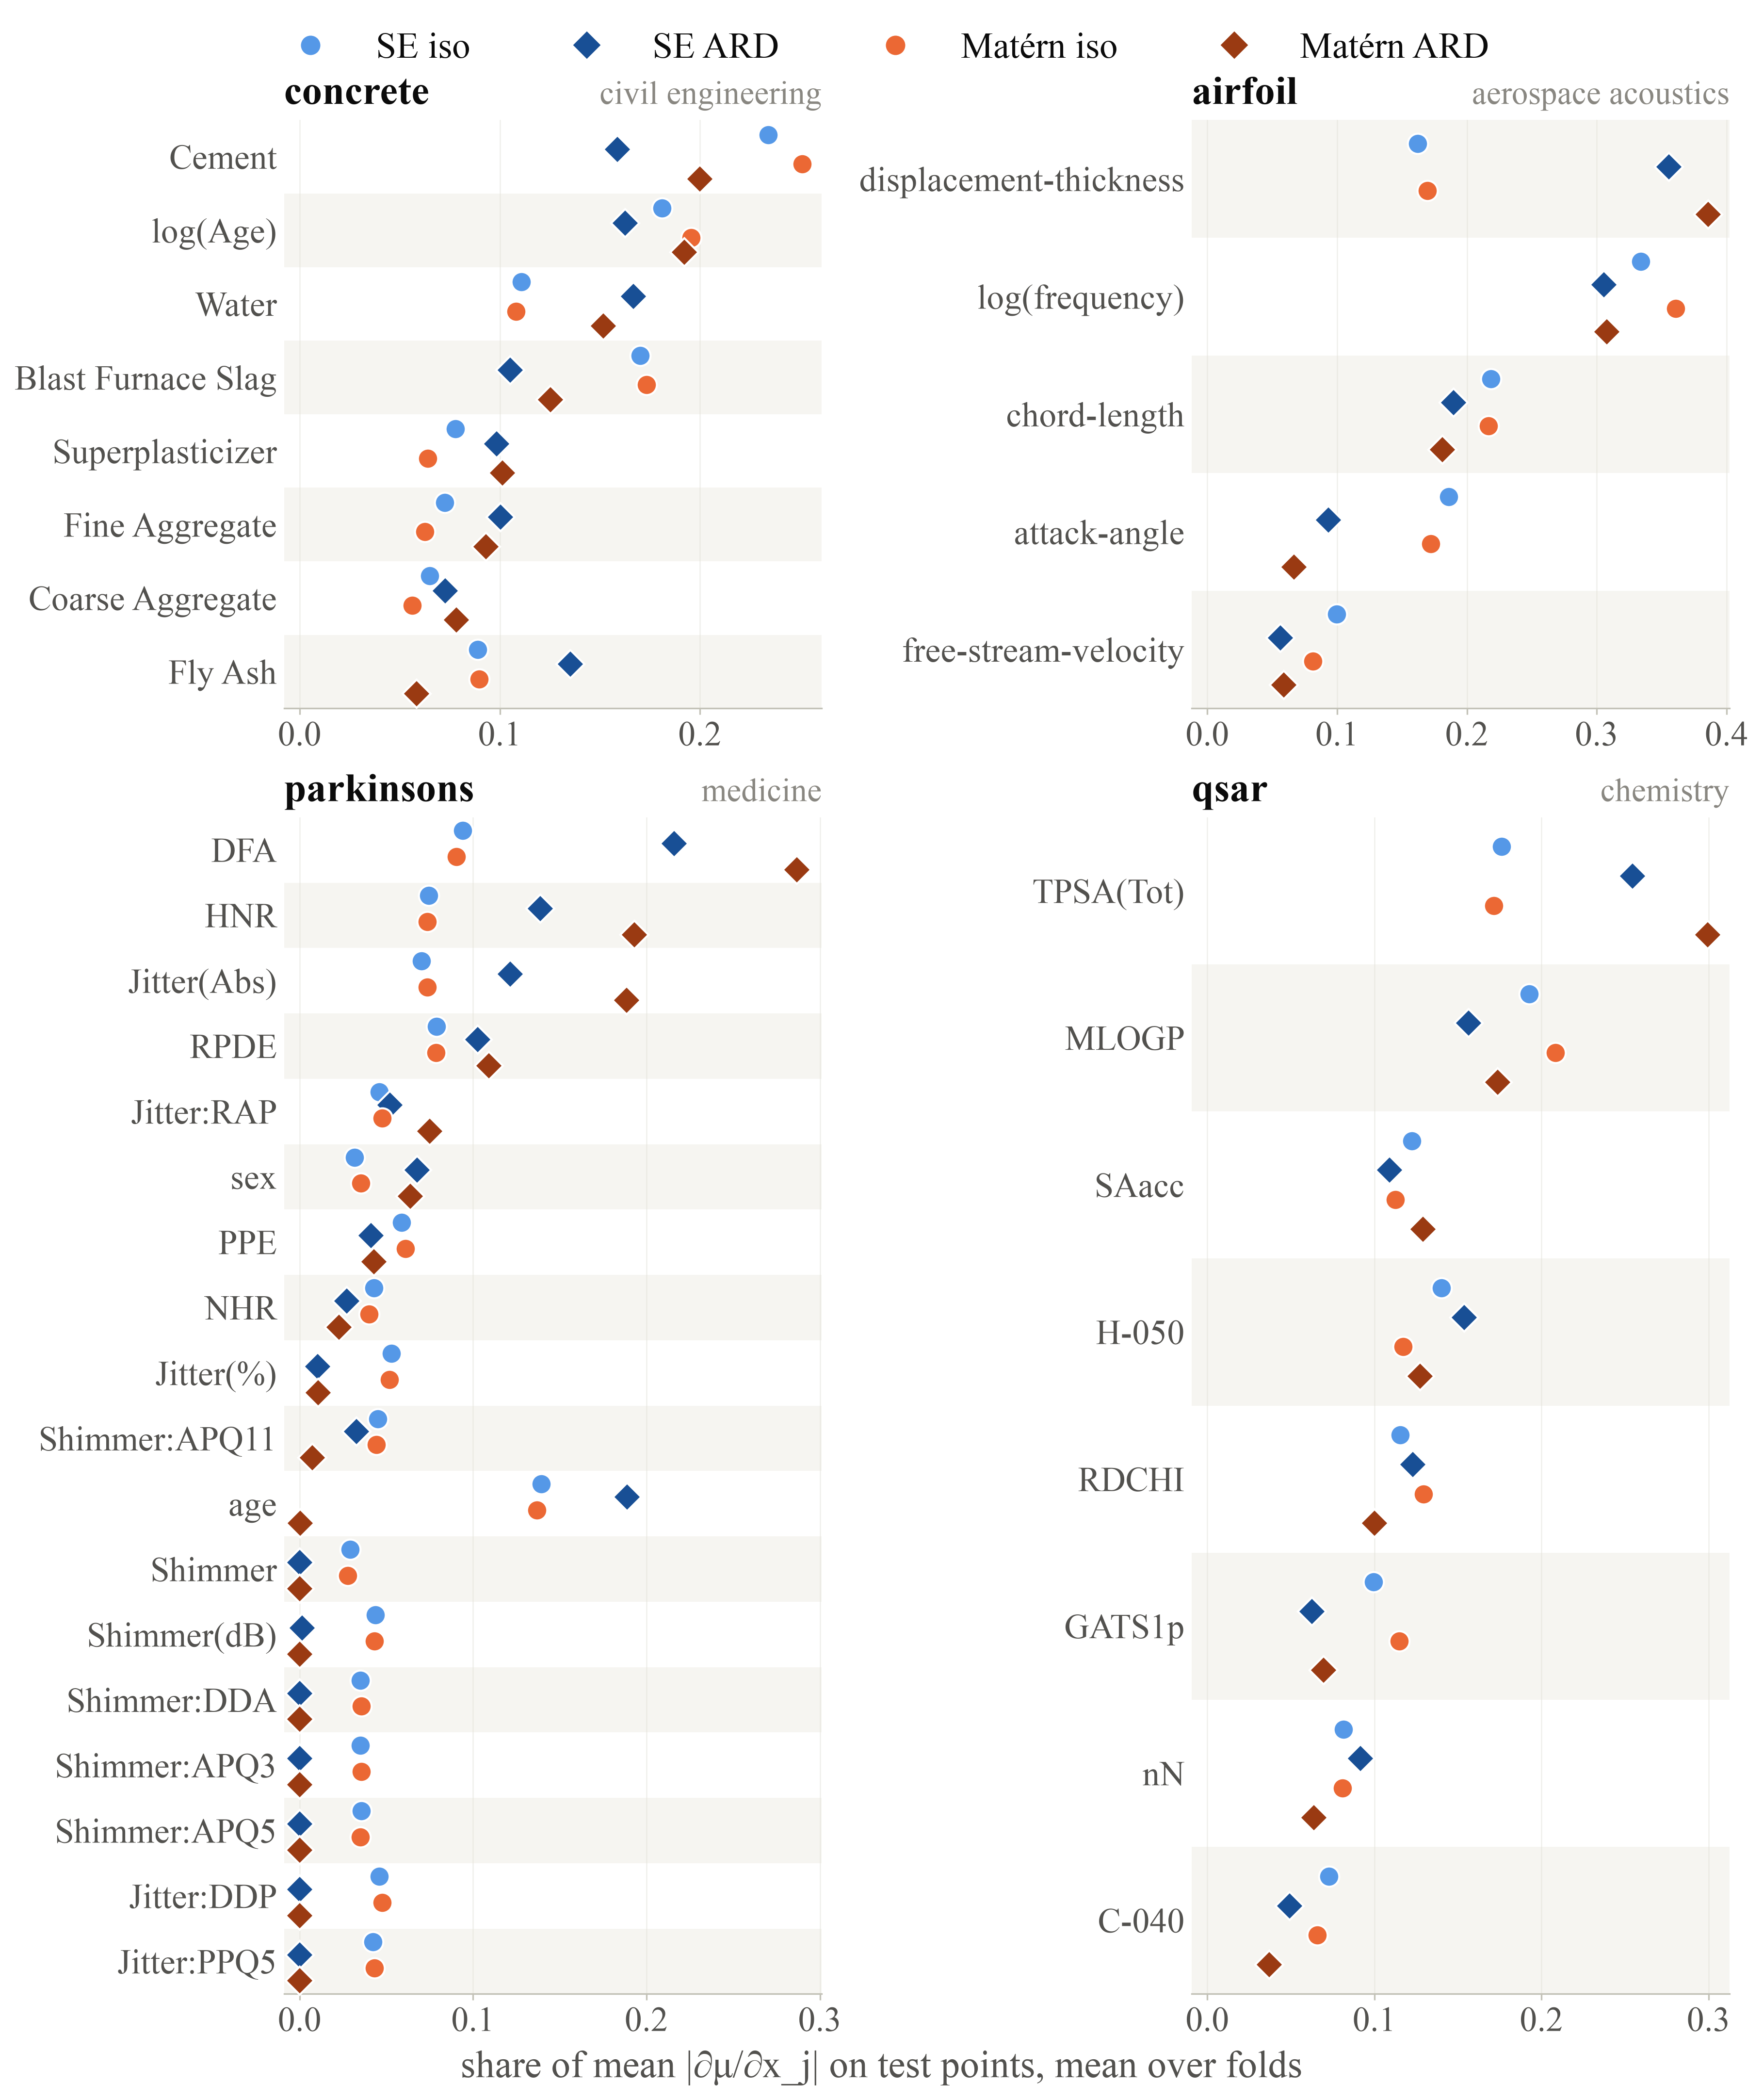 SE iso SE ARD Matérn iso Matérn ARD
concrete civil engineering
Cement
log(Age)
Water
Blast Furnace Slag
Superplasticizer
Fine Aggregate
Coarse Aggregate
Fly Ash
0.0 0.1 0.2
airfoil aerospace acoustics
displacement-thickness
log(frequency)
chord-length
attack-angle
free-stream-velocity
0.0 0.1 0.2 0.3 0.4
parkinsons medicine
DFA
HNR
Jitter(Abs)
RPDE
Jitter:RAP
sex
PPE
NHR
Jitter(%)
Shimmer:APQ11
age
Shimmer
Shimmer(dB)
Shimmer:DDA
Shimmer:APQ3
Shimmer:APQ5
Jitter:DDP
Jitter:PPQ5
0.0 0.1 0.2 0.3
qsar chemistry
TPSA(Tot)
MLOGP
SAacc
H-050
RDCHI
GATS1p
nN
C-040
0.0 0.1 0.2 0.3
share of mean |∂μ/∂x_j| on test points, mean over folds